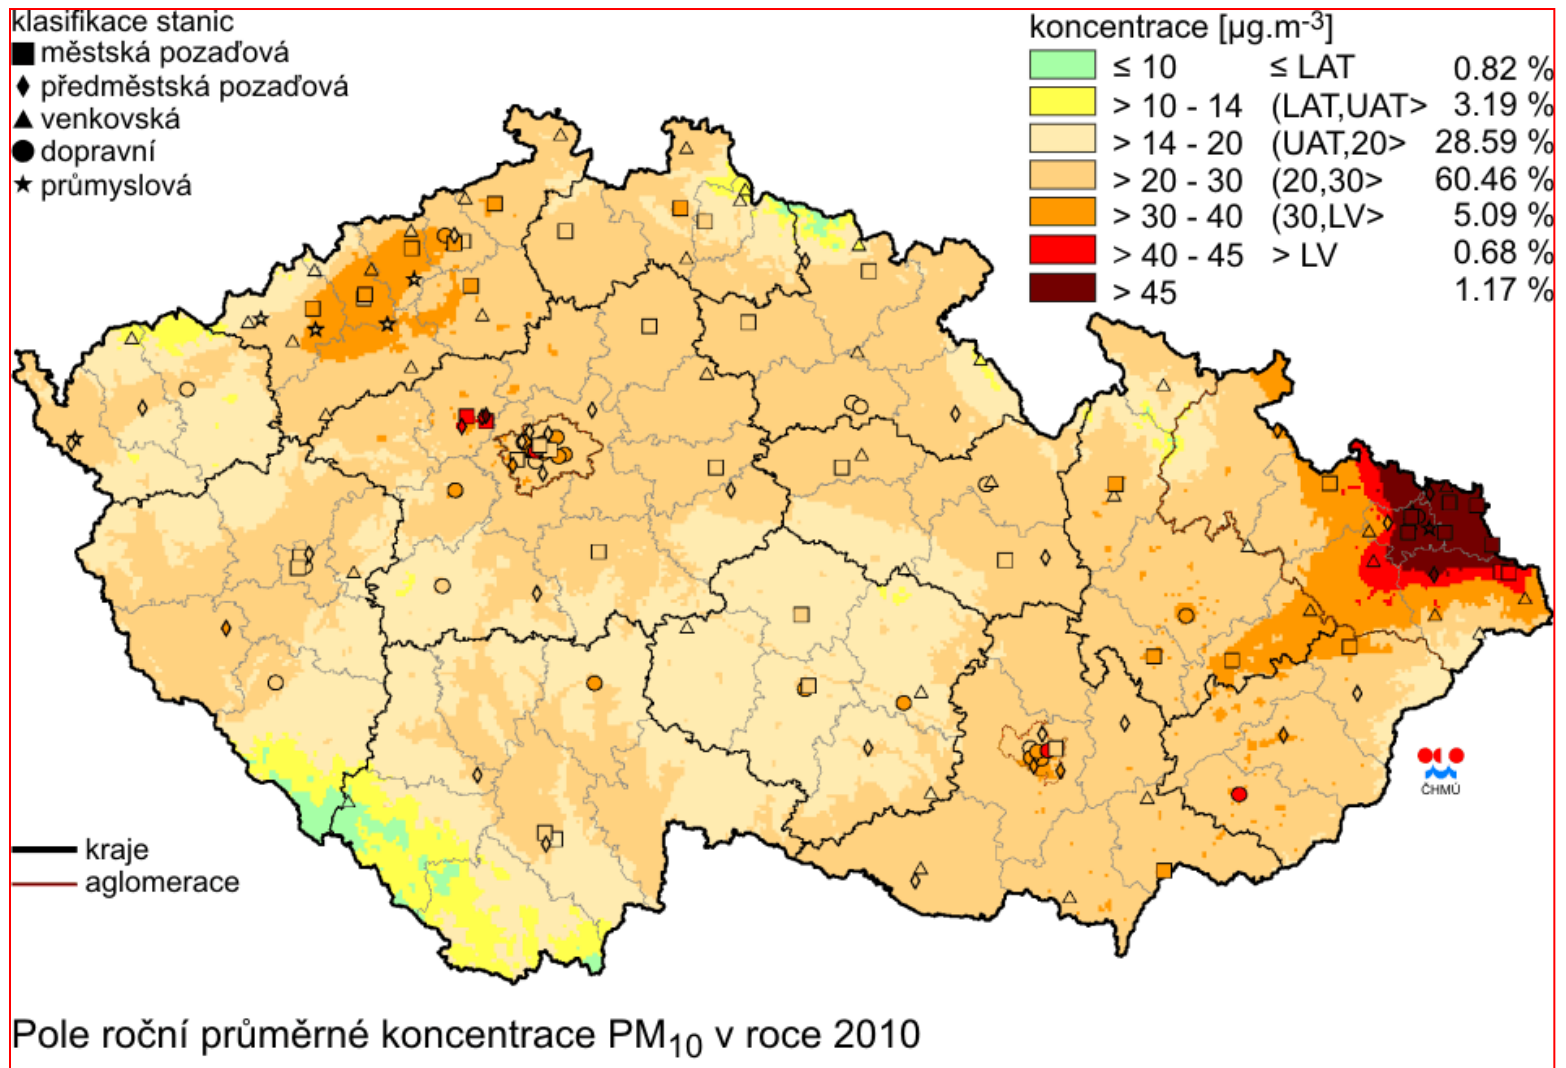 klasifikace stanic
městská pozaďová
předměstská pozaďová
venkovská
dopravní
průmyslová
koncentrace [µg.m-3]
≤ 10 ≤ LAT 0.82 %
> 10 - 14 (LAT,UAT> 3.19 %
> 14 - 20 (UAT,20> 28.59 %
> 20 - 30 (20,30> 60.46 %
> 30 - 40 (30,LV> 5.09 %
> 40 - 45 > LV 0.68 %
> 45 1.17 %
ČHMÚ
kraje
aglomerace
Pole roční průměrné koncentrace PM10 v roce 2010